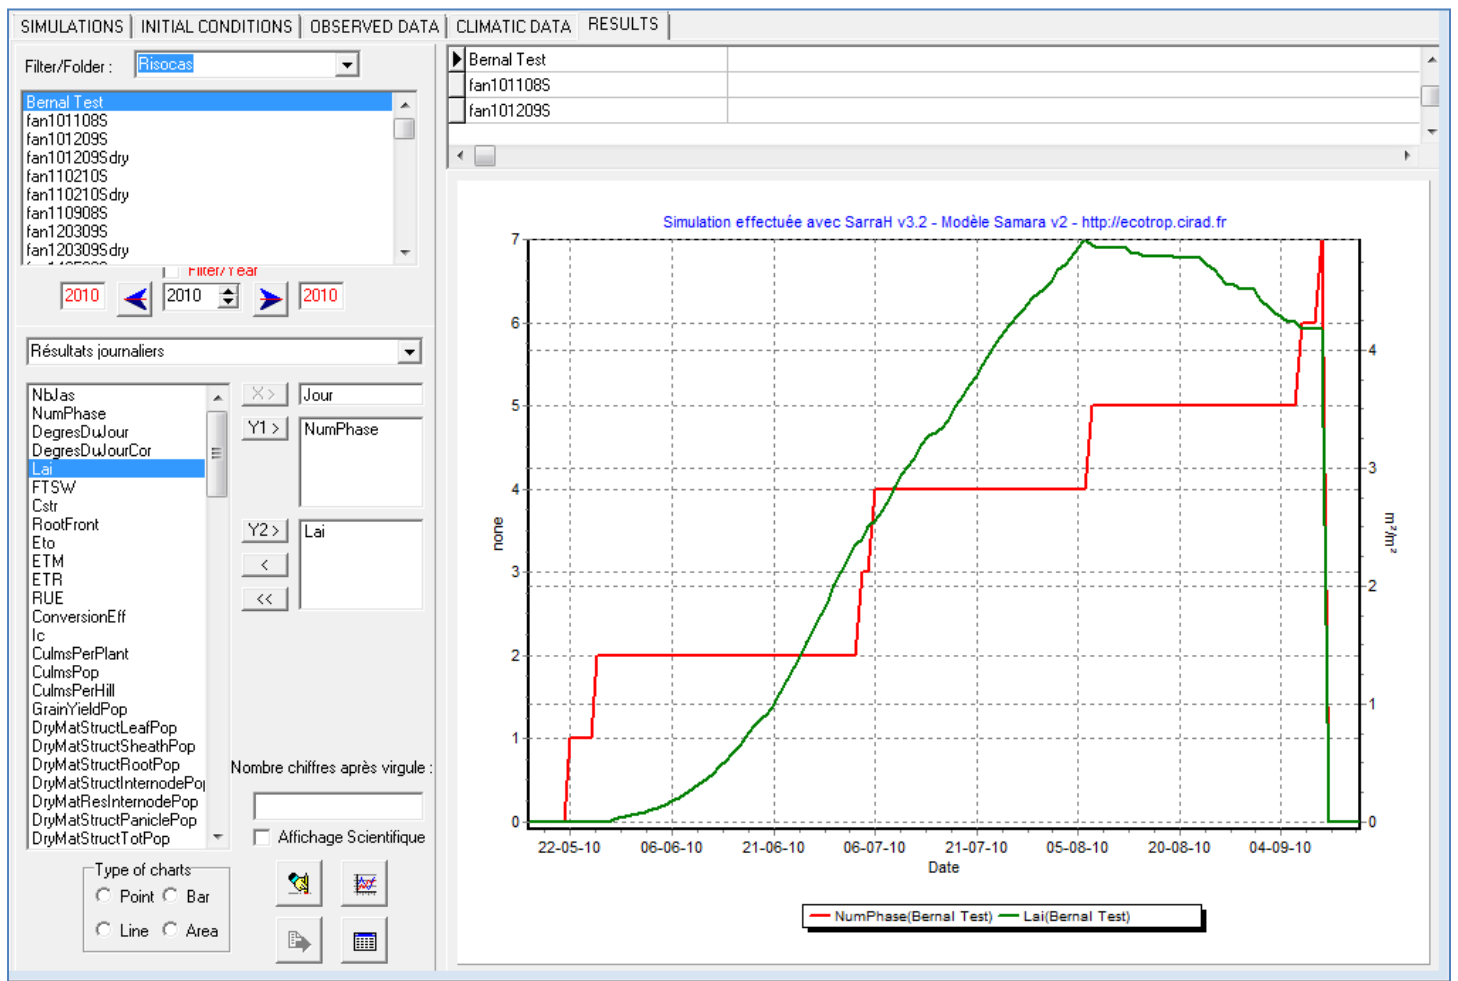 SIMULATIONS INITIAL CONDITIONS OBSERVED DATA CLIMATIC DATA RESULTS
Filter/Folder : Risocas
Bernal Test
fan101108S
fan101209S
fan101209Sdry
fan110210S
fan110210Sdry
fan110908S
fan120309S
fan120309Sdry
Filter/Year
2010 2010 2010
Résultats journaliers
NbJas
NumPhase
DegresDuJour
DegresDuJourCor
Lai
FTSW
Cstr
RootFront
Eto
ETM
ETR
RUE
ConversionEff
Ic
CulmsPerPlant
CulmsPop
CulmsPerHill
GrainYieldPop
DryMatStructLeafPop
DryMatStructSheathPop
DryMatStructRootPop
DryMatStructInternodePop
DryMatResInternodePop
DryMatStructPaniclePop
DryMatStructTotPop
X > Jour
Y1 > NumPhase
Y2 > Lai
<
<<
Nombre chiffres après virgule :
Affichage Scientifique
Type of charts
Point Bar
Line Area
Bernal Test
fan101108S
fan101209S
Simulation effectuée avec SarraH v3.2 - Modèle Samara v2 - http://ecotrop.cirad.fr
7
6
5
4
3
2
1
0
none
4
3
2
1
0
m²/m²
22-05-10 06-06-10 21-06-10 06-07-10 21-07-10 05-08-10 20-08-10 04-09-10
Date
NumPhase(Bernal Test) Lai(Bernal Test)